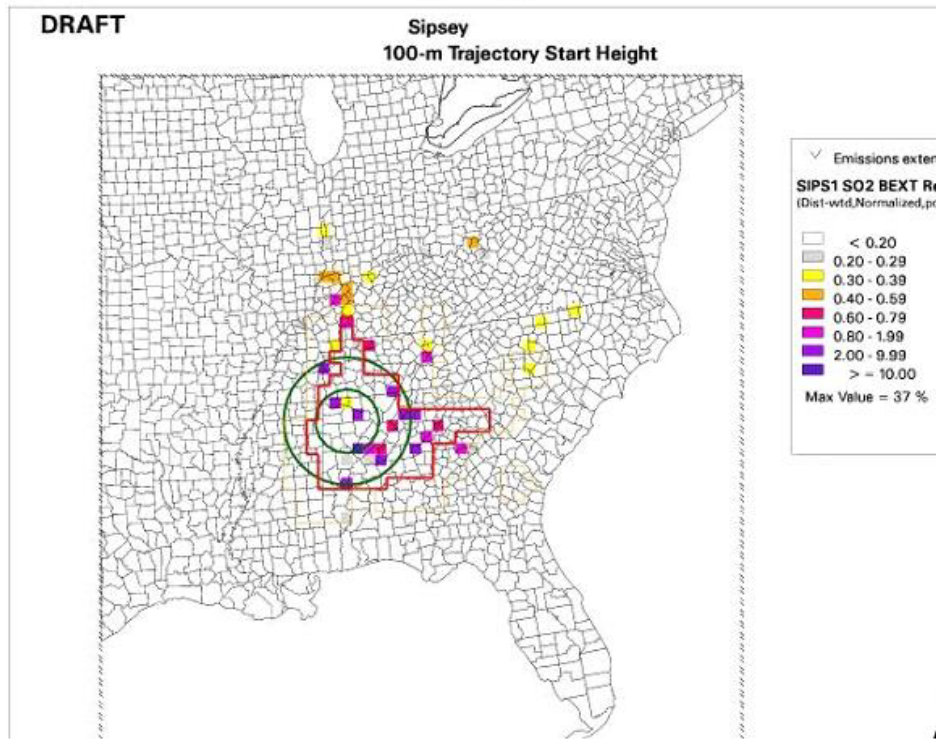 DRAFT
Sipsey
100-m Trajectory Start Height
Emissions exten
SIPS1 SO2 BEXT Re
(Dist-wtd,Normalized,po
< 0.20
0.20 - 0.29
0.30 - 0.39
0.40 - 0.59
0.60 - 0.79
0.80 - 1.99
2.00 - 9.99
> = 10.00
Max Value = 37 %